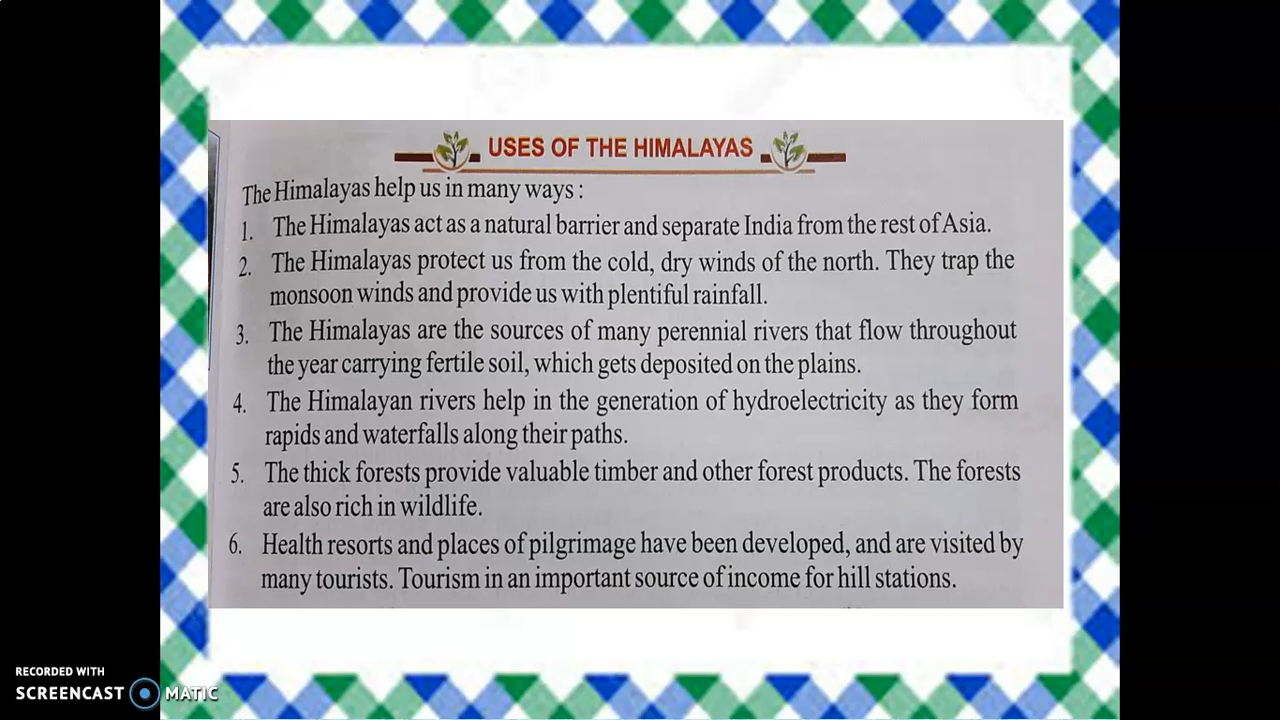 USES OF THE HIMALAYAS
The Himalayas help us in many ways :
1. The Himalayas act as a natural barrier and separate India from the rest of Asia.
2. The Himalayas protect us from the cold, dry winds of the north. They trap the
monsoon winds and provide us with plentiful rainfall.
3. The Himalayas are the sources of many perennial rivers that flow throughout
the year carrying fertile soil, which gets deposited on the plains.
4. The Himalayan rivers help in the generation of hydroelectricity as they form
rapids and waterfalls along their paths.
5. The thick forests provide valuable timber and other forest products. The forests
are also rich in wildlife.
6. Health resorts and places of pilgrimage have been developed, and are visited by
many tourists. Tourism in an important source of income for hill stations.
RECORDED WITH
SCREENCAST MATIC